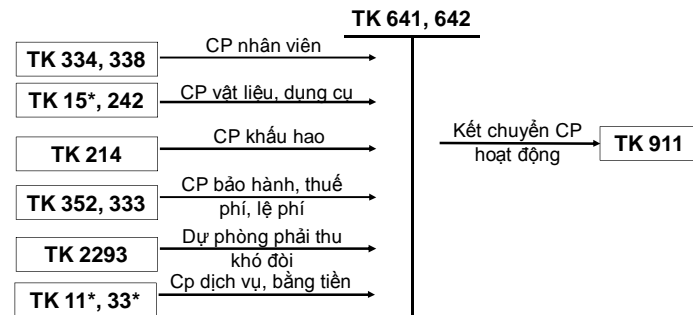 TK 641, 642
CP nhân viên
TK 334, 338
CP vật liệu, dụng cụ
TK 15*, 242
CP khấu hao
TK 214
CP bảo hành, thuế
phí, lệ phí
TK 352, 333
Dự phòng phải thu
khó đòi
TK 2293
Cp dịch vụ, bằng tiền
TK 11*, 33*
Kết chuyển CP
hoạt động
TK 911